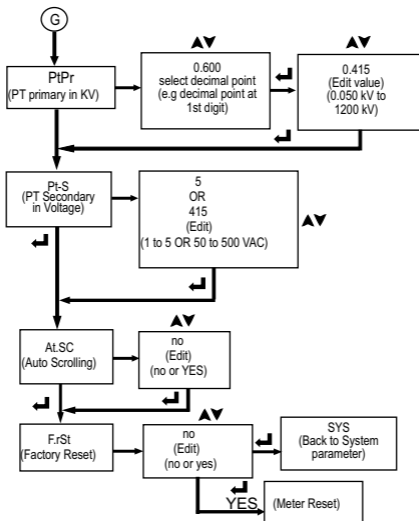 G
PtPr
(PT primary in KV)
0.600
select decimal point
(e.g decimal point at
1st digit)
0.415
(Edit value)
(0.050 kV to
1200 kV)
Pt-S
(PT Secondary
in Voltage)
5
OR
415
(Edit)
(1 to 5 OR 50 to 500 VAC)
At.SC
(Auto Scrolling)
no
(Edit)
(no or YES)
F.rSt
(Factory Reset)
no
(Edit)
(no or yes)
SYS
(Back to System
parameter)
YES
(Meter Reset)